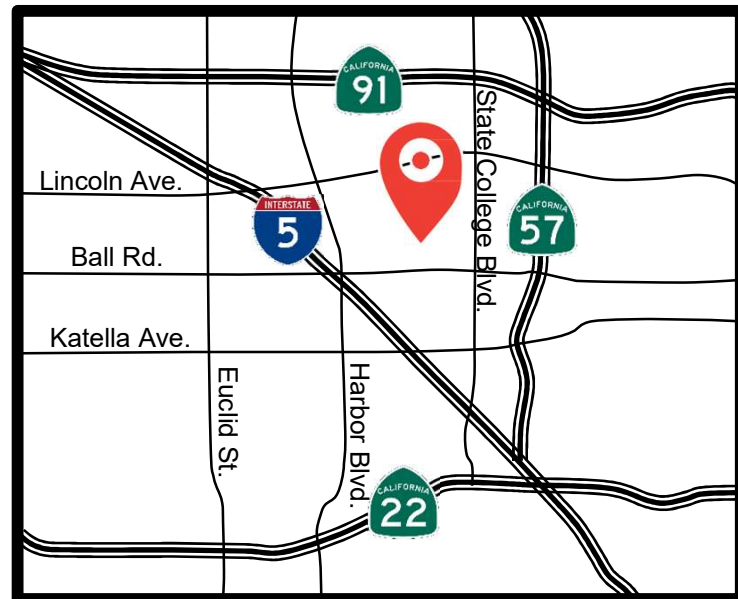 CALIFORNIA
91
State College Blvd.
Lincoln Ave.
INTERSTATE
5
CALIFORNIA
57
Ball Rd.
Katella Ave.
Euclid St.
Harbor Blvd.
CALIFORNIA
22